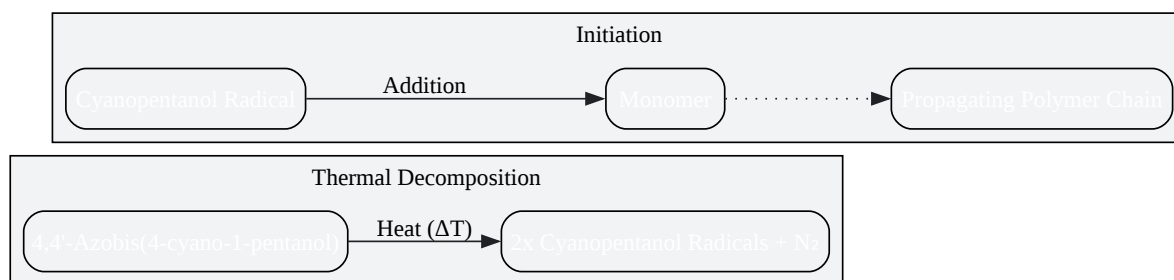 Initiation
Cyanopentanol Radical
Addition
Monomer
Propagating Polymer Chain
Thermal Decomposition
4,4'-Azobis(4-cyano-1-pentanol)
Heat (ΔT)
2x Cyanopentanol Radicals + N₂